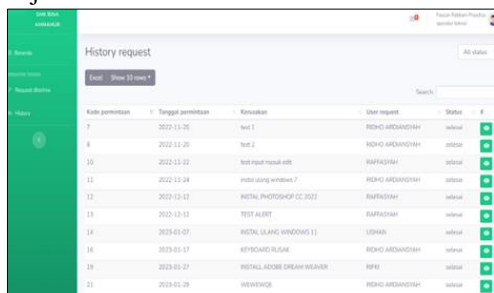 SMK BINA
History request
All status
Beranda
Request diterima
History
Excel Show 10 rows
Search:
Kode permintaan Tanggal permintaan Kerusakan User request Status #
7 2022-11-20 test 1 RIDHO ARDIANSYAH selesai
8 2022-11-20 test 2 RIDHO ARDIANSYAH selesai
10 2022-11-22 test input masuk edit RAFFASYAH selesai
11 2022-11-24 instal ulang windows 7 RIDHO ARDIANSYAH selesai
12 2022-12-12 INSTAL PHOTOSHOP CC 2022 RAFFASYAH selesai
13 2022-12-12 TEST ALERT RAFFASYAH selesai
14 2023-01-07 INSTAL ULANG WINDOWS 11 USMAN selesai
16 2023-01-17 KEYBOARD RUSAK RIDHO ARDIANSYAH selesai
19 2023-01-27 INSTALL ADOBE DREAM WEAVER RIFKI selesai
21 2023-01-29 WEWEWQE RIDHO ARDIANSYAH selesai